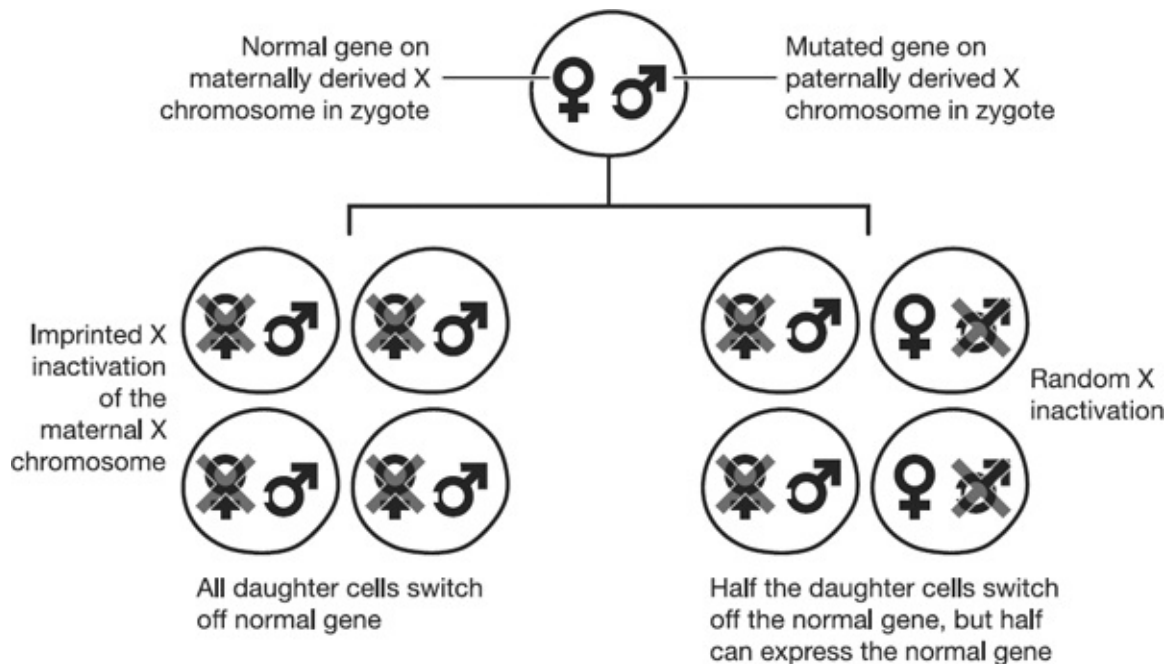 Normal gene on
maternally derived X
chromosome in zygote
Mutated gene on
paternally derived X
chromosome in zygote
Imprinted X
inactivation
of the
maternal X
chromosome
Random X
inactivation
All daughter cells switch
off normal gene
Half the daughter cells switch
off the normal gene, but half
can express the normal gene